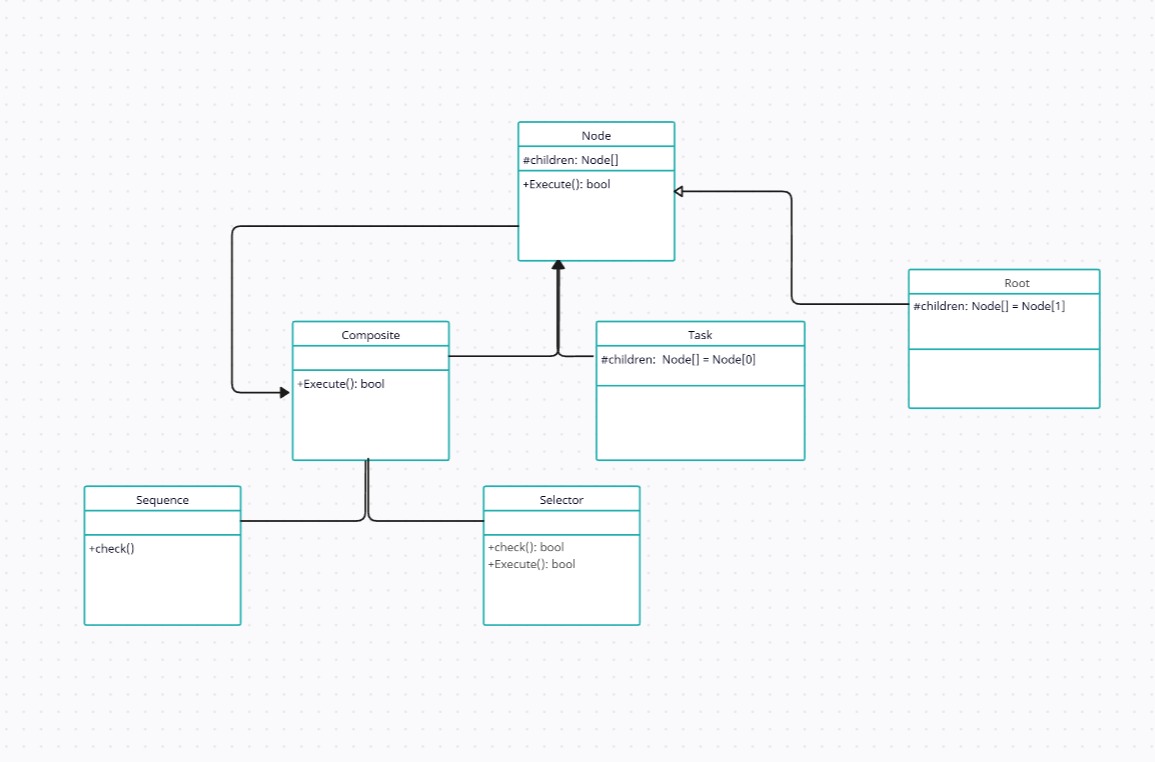 Node
#children: Node[]
+Execute(): bool
Root
#children: Node[] = Node[1]
Composite
+Execute(): bool
Task
#children:  Node[] = Node[0]
Sequence
+check()
Selector
+check(): bool
+Execute(): bool